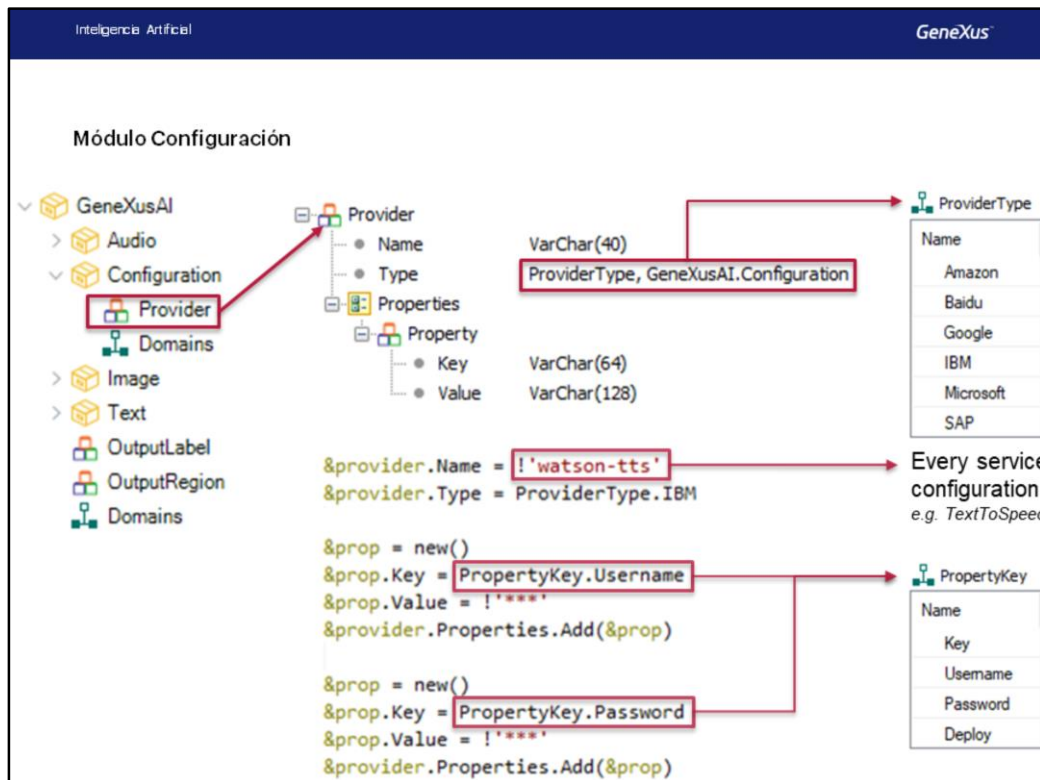 Inteligencia Artificial
GeneXus™
Módulo Configuración
GeneXusAI
Audio
Configuration
Provider
Domains
Image
Text
OutputLabel
OutputRegion
Domains
Provider
Name VarChar(40)
Type ProviderType, GeneXusAI.Configuration
Properties
Property
Key VarChar(64)
Value VarChar(128)
&provider.Name = !'watson-tts'
&provider.Type = ProviderType.IBM
&prop = new()
&prop.Key = PropertyKey.Username
&prop.Value = !'***'
&provider.Properties.Add(&prop)
&prop = new()
&prop.Key = PropertyKey.Password
&prop.Value = !'***'
&provider.Properties.Add(&prop)
ProviderType
Name
Amazon
Baidu
Google
IBM
Microsoft
SAP
Every service
configuration
e.g. TextToSpeec
PropertyKey
Name
Key
Username
Password
Deploy